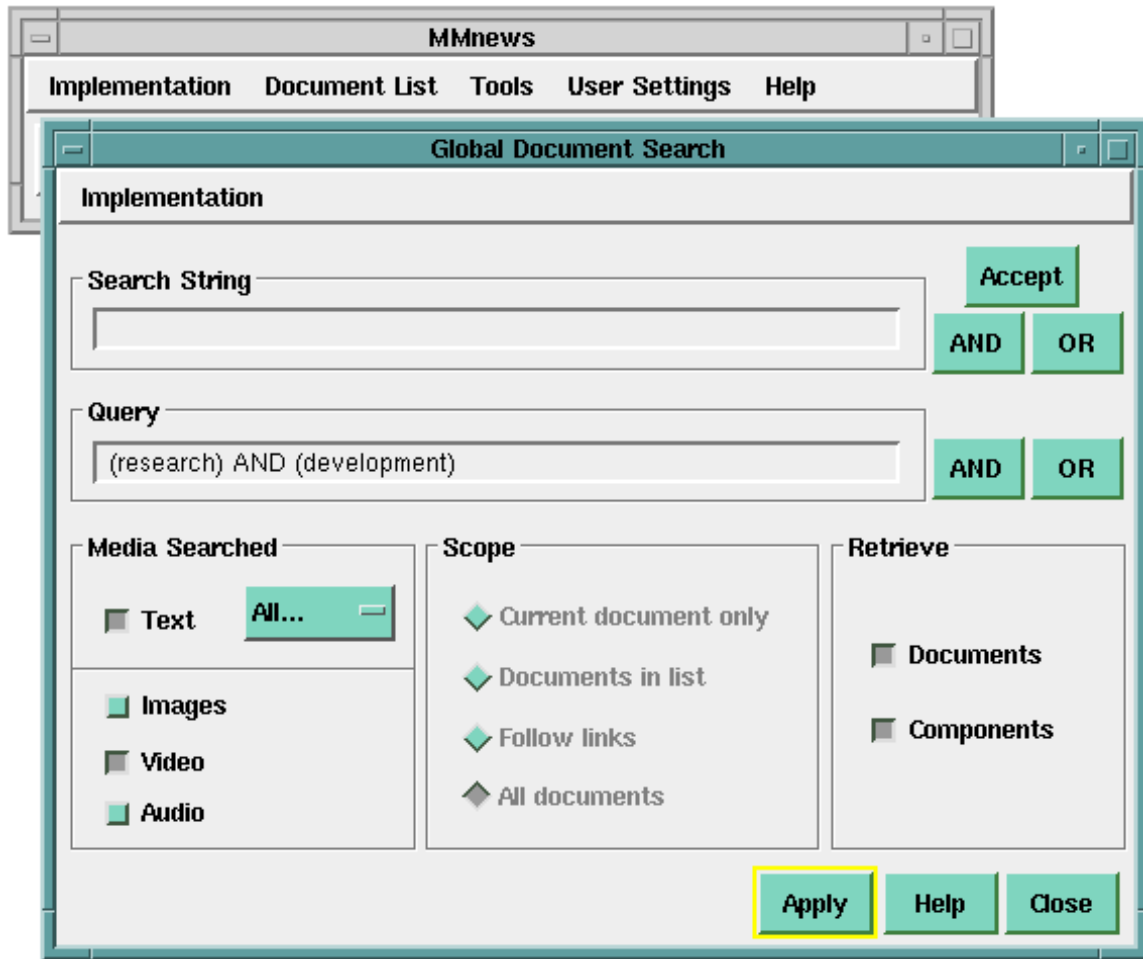 MMnews
Implementation Document List Tools User Settings Help
Global Document Search
Implementation
Search String
Accept
AND OR
Query
(research) AND (development)
AND OR
Media Searched
Text All...
Images
Video
Audio
Scope
Current document only
Documents in list
Follow links
All documents
Retrieve
Documents
Components
Apply Help Close